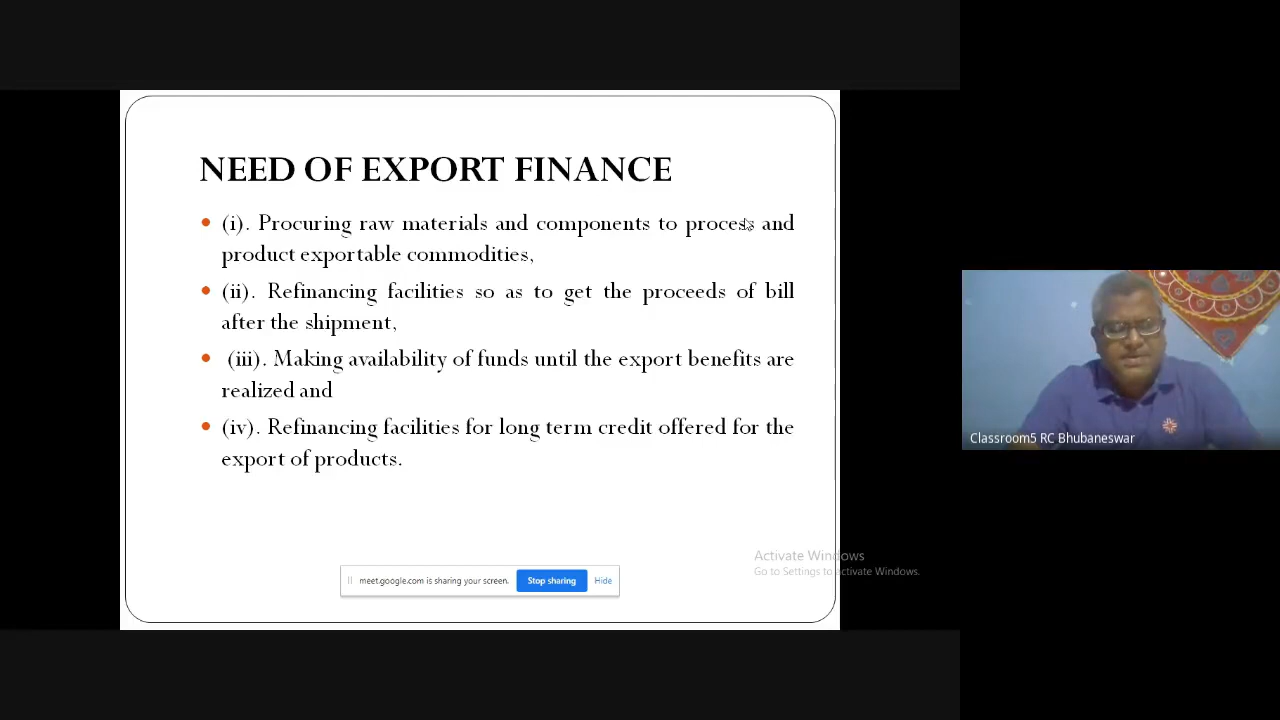 NEED OF EXPORT FINANCE
(i). Procuring raw materials and components to process and
product exportable commodities,
(ii). Refinancing facilities so as to get the proceeds of bill
after the shipment,
(iii). Making availability of funds until the export benefits are
realized and
(iv). Refinancing facilities for long term credit offered for the
export of products.
Classroom5 RC Bhubaneswar
Activate Windows
Go to Settings to activate Windows.
meet.google.com is sharing your screen. Stop sharing Hide